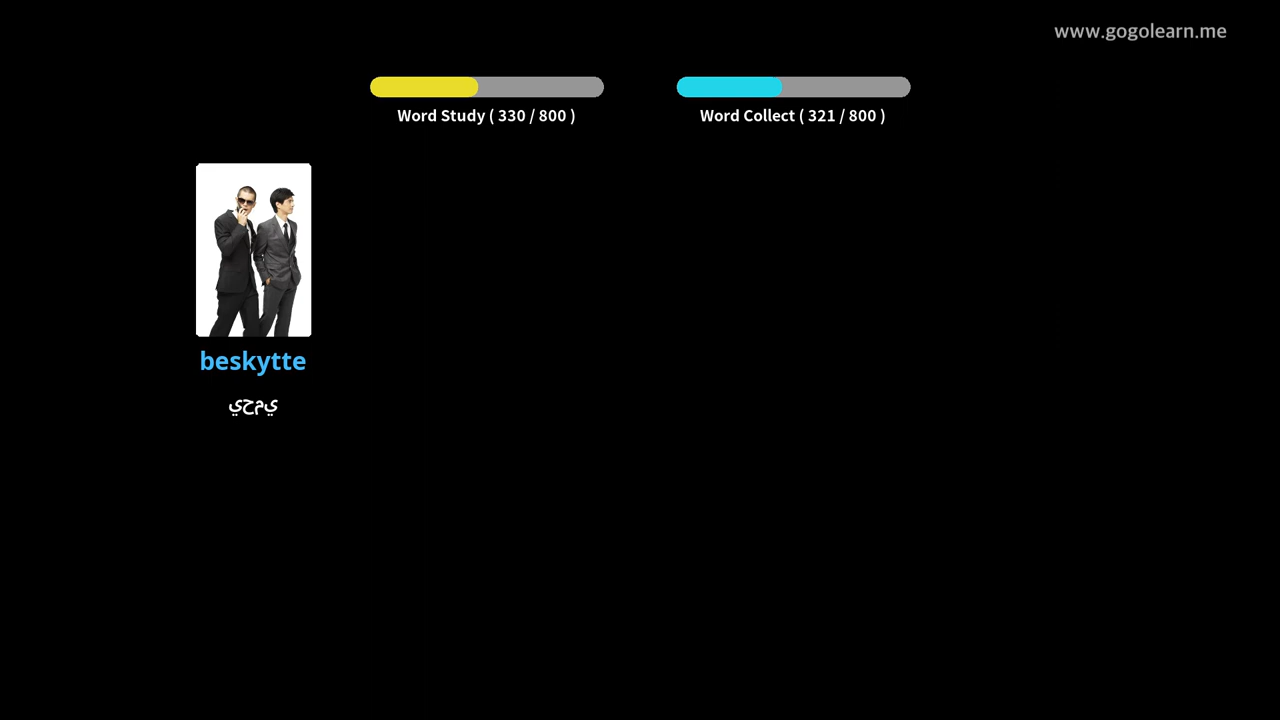 www.gogolearn.me
Word Study ( 330 / 800 )
Word Collect ( 321 / 800 )
beskytte
يحمي